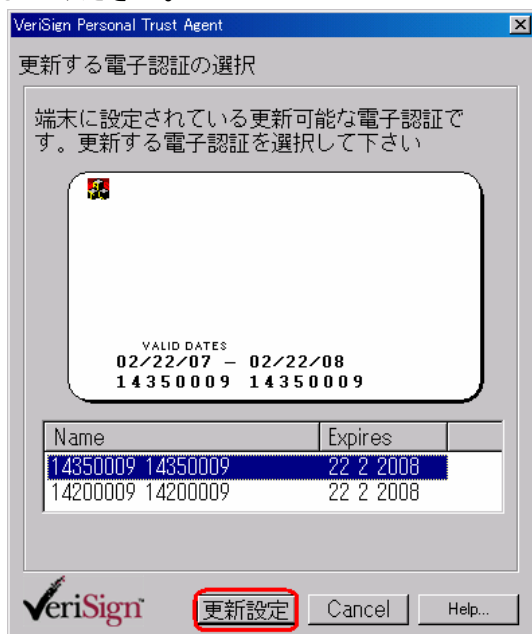 VeriSign Personal Trust Agent
更新する電子認証の選択
端末に設定されている更新可能な電子認証で
す。更新する電子認証を選択して下さい
VALID DATES
02/22/07 – 02/22/08
14350009 14350009
Name Expires
14350009 14350009 22 2 2008
14200009 14200009 22 2 2008
VeriSign 更新設定 Cancel Help...